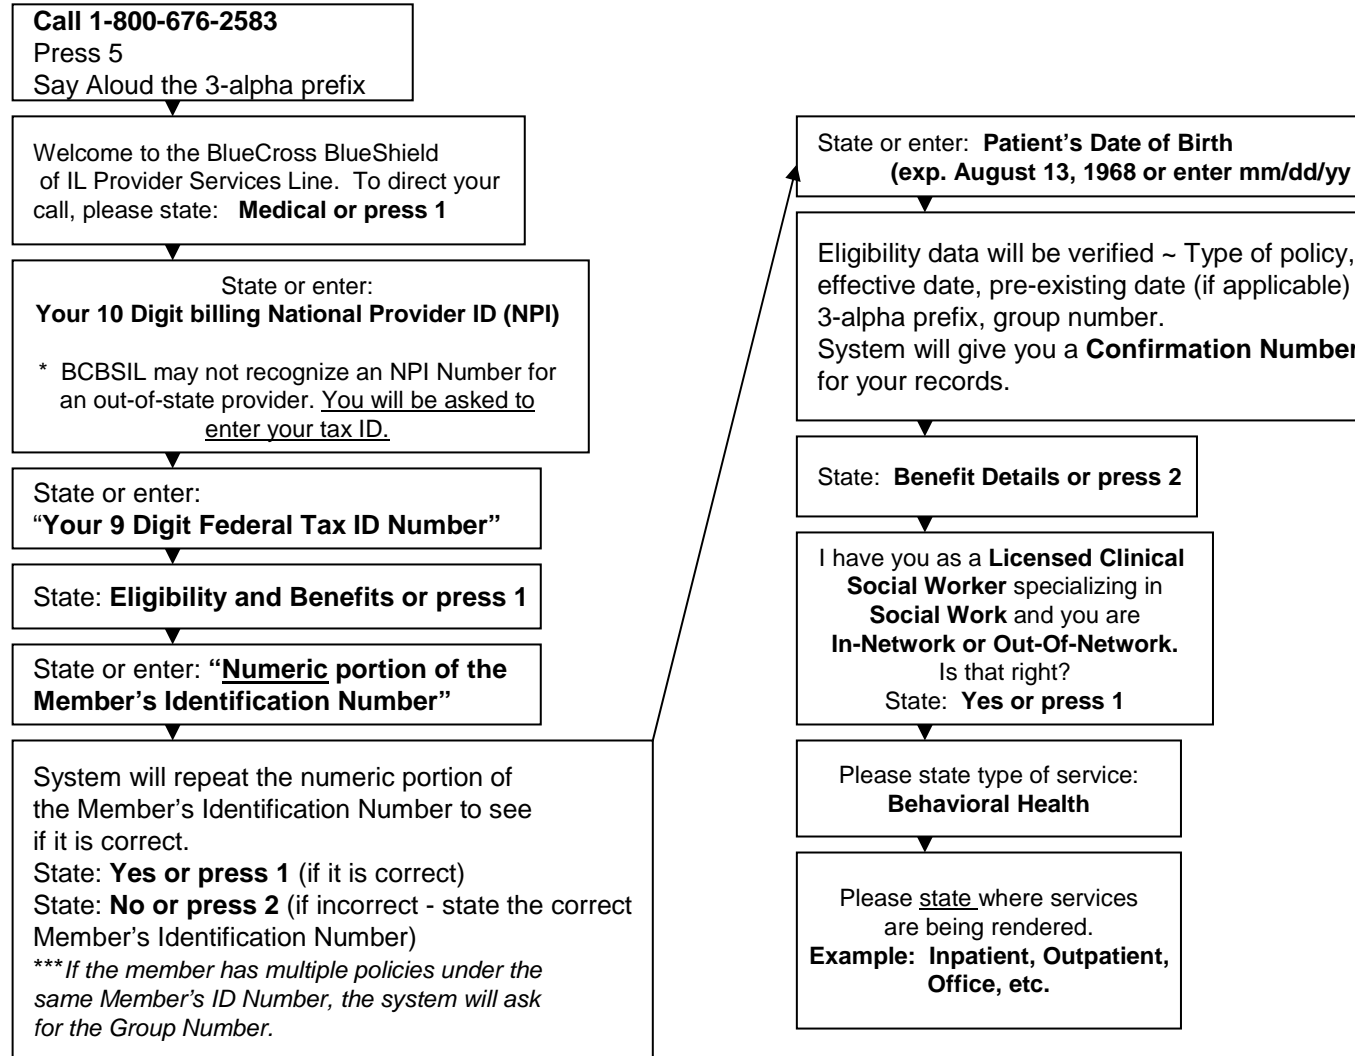 Call 1-800-676-2583
Press 5
Say Aloud the 3-alpha prefix
Welcome to the BlueCross BlueShield
of IL Provider Services Line. To direct your
call, please state: Medical or press 1
State or enter:
Your 10 Digit billing National Provider ID (NPI)
* BCBSIL may not recognize an NPI Number for
an out-of-state provider. You will be asked to
enter your tax ID.
State or enter:
“Your 9 Digit Federal Tax ID Number”
State: Eligibility and Benefits or press 1
State or enter: “Numeric portion of the
Member’s Identification Number”
System will repeat the numeric portion of
the Member’s Identification Number to see
if it is correct.
State: Yes or press 1 (if it is correct)
State: No or press 2 (if incorrect - state the correct
Member’s Identification Number)
***If the member has multiple policies under the
same Member’s ID Number, the system will ask
for the Group Number.
State or enter: Patient’s Date of Birth
(exp. August 13, 1968 or enter mm/dd/yy
Eligibility data will be verified ~ Type of policy,
effective date, pre-existing date (if applicable)
3-alpha prefix, group number.
System will give you a Confirmation Number
for your records.
State: Benefit Details or press 2
I have you as a Licensed Clinical
Social Worker specializing in
Social Work and you are
In-Network or Out-Of-Network.
Is that right?
State: Yes or press 1
Please state type of service:
Behavioral Health
Please state where services
are being rendered.
Example: Inpatient, Outpatient,
Office, etc.